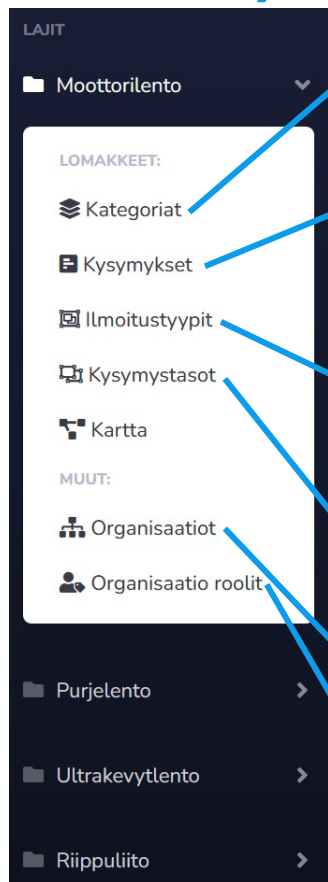 LAJIT
Moottorilento
LOMAKKEET:
Kategoriat
Kysymykset
Ilmoitustyypit
Kysymystasot
Kartta
MUUT:
Organisaatiot
Organisaatio roolit
Purjelento
Ultrakevytlento
Riippuliito